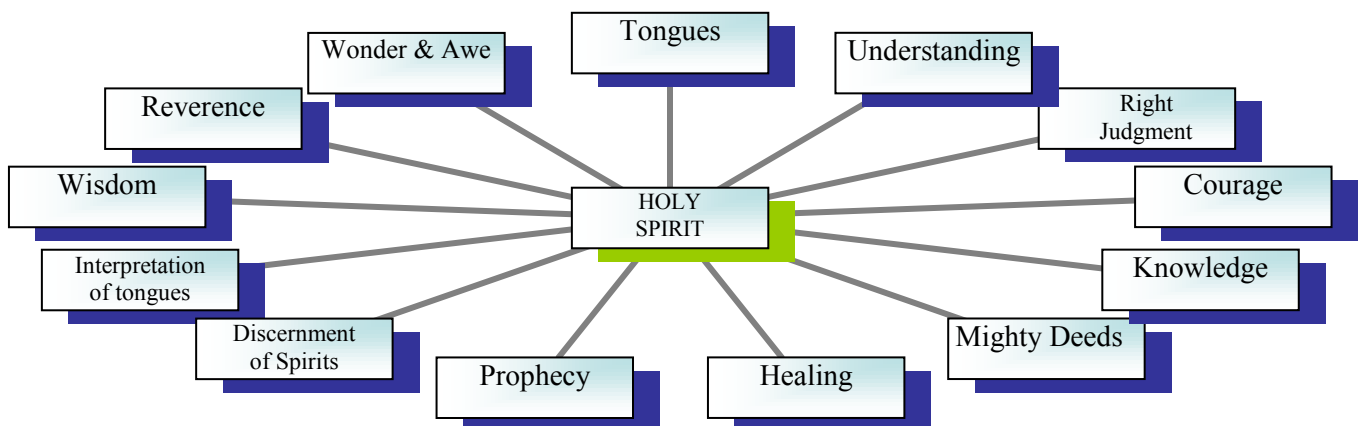 Tongues
Understanding
Wonder & Awe
Right
Judgment
Reverence
Wisdom
HOLY
SPIRIT
Courage
Interpretation
of tongues
Knowledge
Discernment
of Spirits
Mighty Deeds
Prophecy
Healing